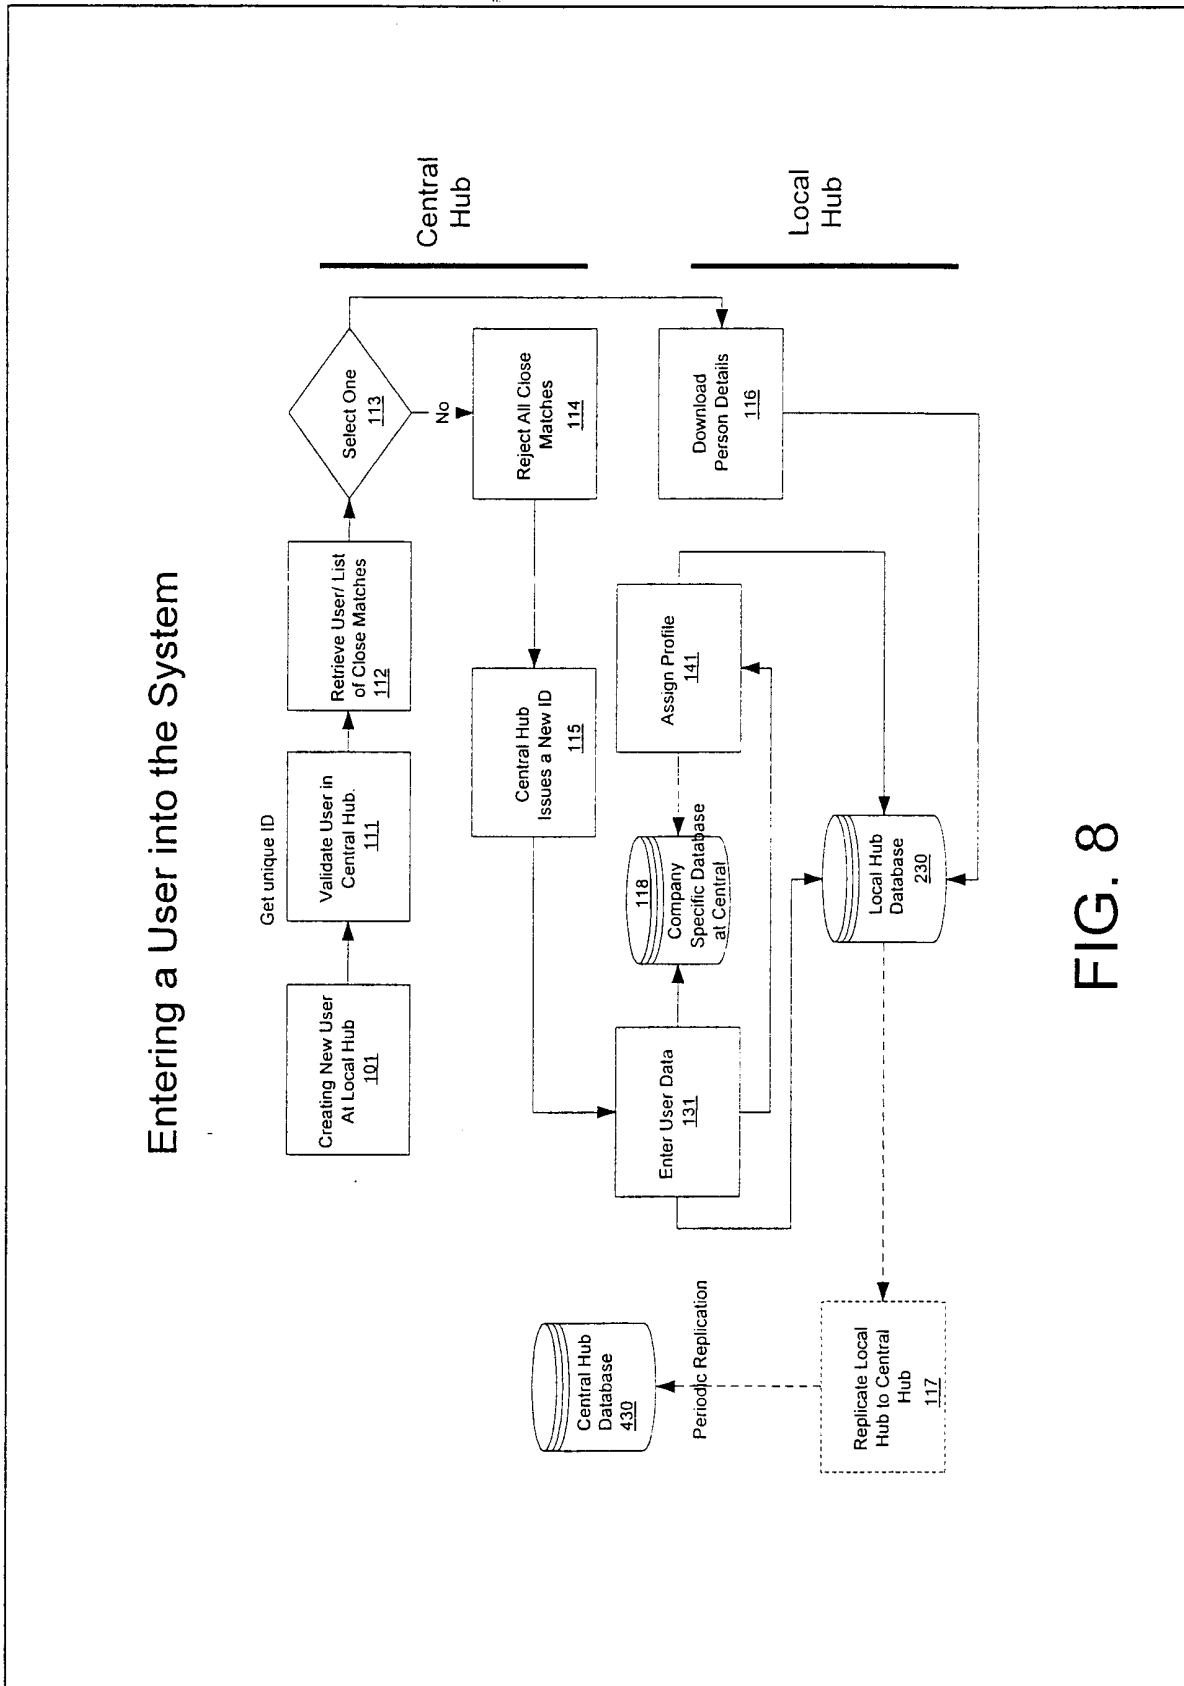 Entering a User into the System
Get unique ID
Creating New User
At Local Hub
101
Validate User in
Central Hub.
111
Retrieve User/ List
of Close Matches
112
Select One
113
No
Central
Hub
Reject All Close
Matches
114
Central Hub
Issues a New ID
115
Local
Hub
Download
Person Details
116
Assign Profile
141
118
Company
Specific Database
at Central
Enter User Data
131
Local Hub
Database
230
Central Hub
Database
430
Periodic Replication
Replicate Local
Hub to Central
Hub
117
FIG. 8